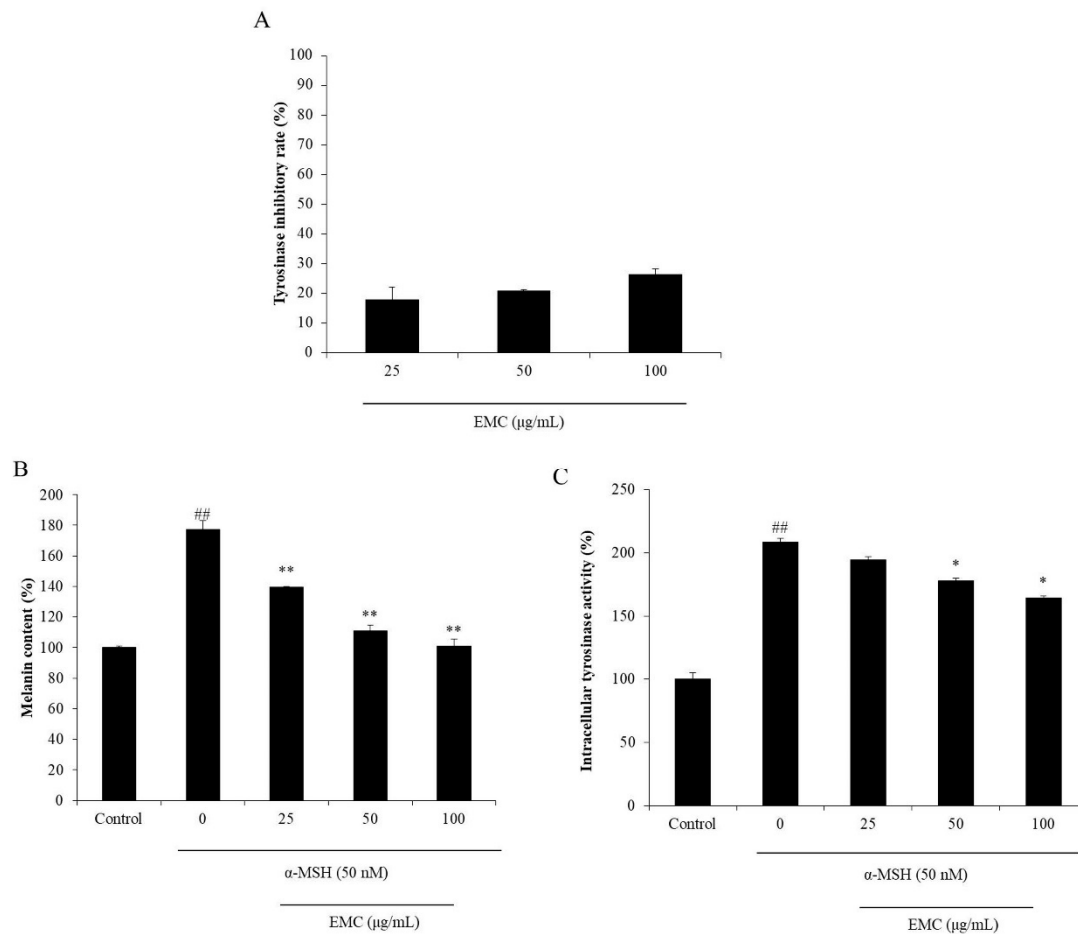 A
Tyrosinase inhibitory rate (%)
100
90
80
70
60
50
40
30
20
10
0
25 50 100
EMC (μg/mL)
B
Melanin content (%)
200
180
160
140
120
100
80
60
40
20
0
##
**
**
**
Control 0 25 50 100
α-MSH (50 nM)
EMC (μg/mL)
C
Intracellular tyrosinase activity (%)
250
200
150
100
50
0
##
*
*
Control 0 25 50 100
α-MSH (50 nM)
EMC (μg/mL)